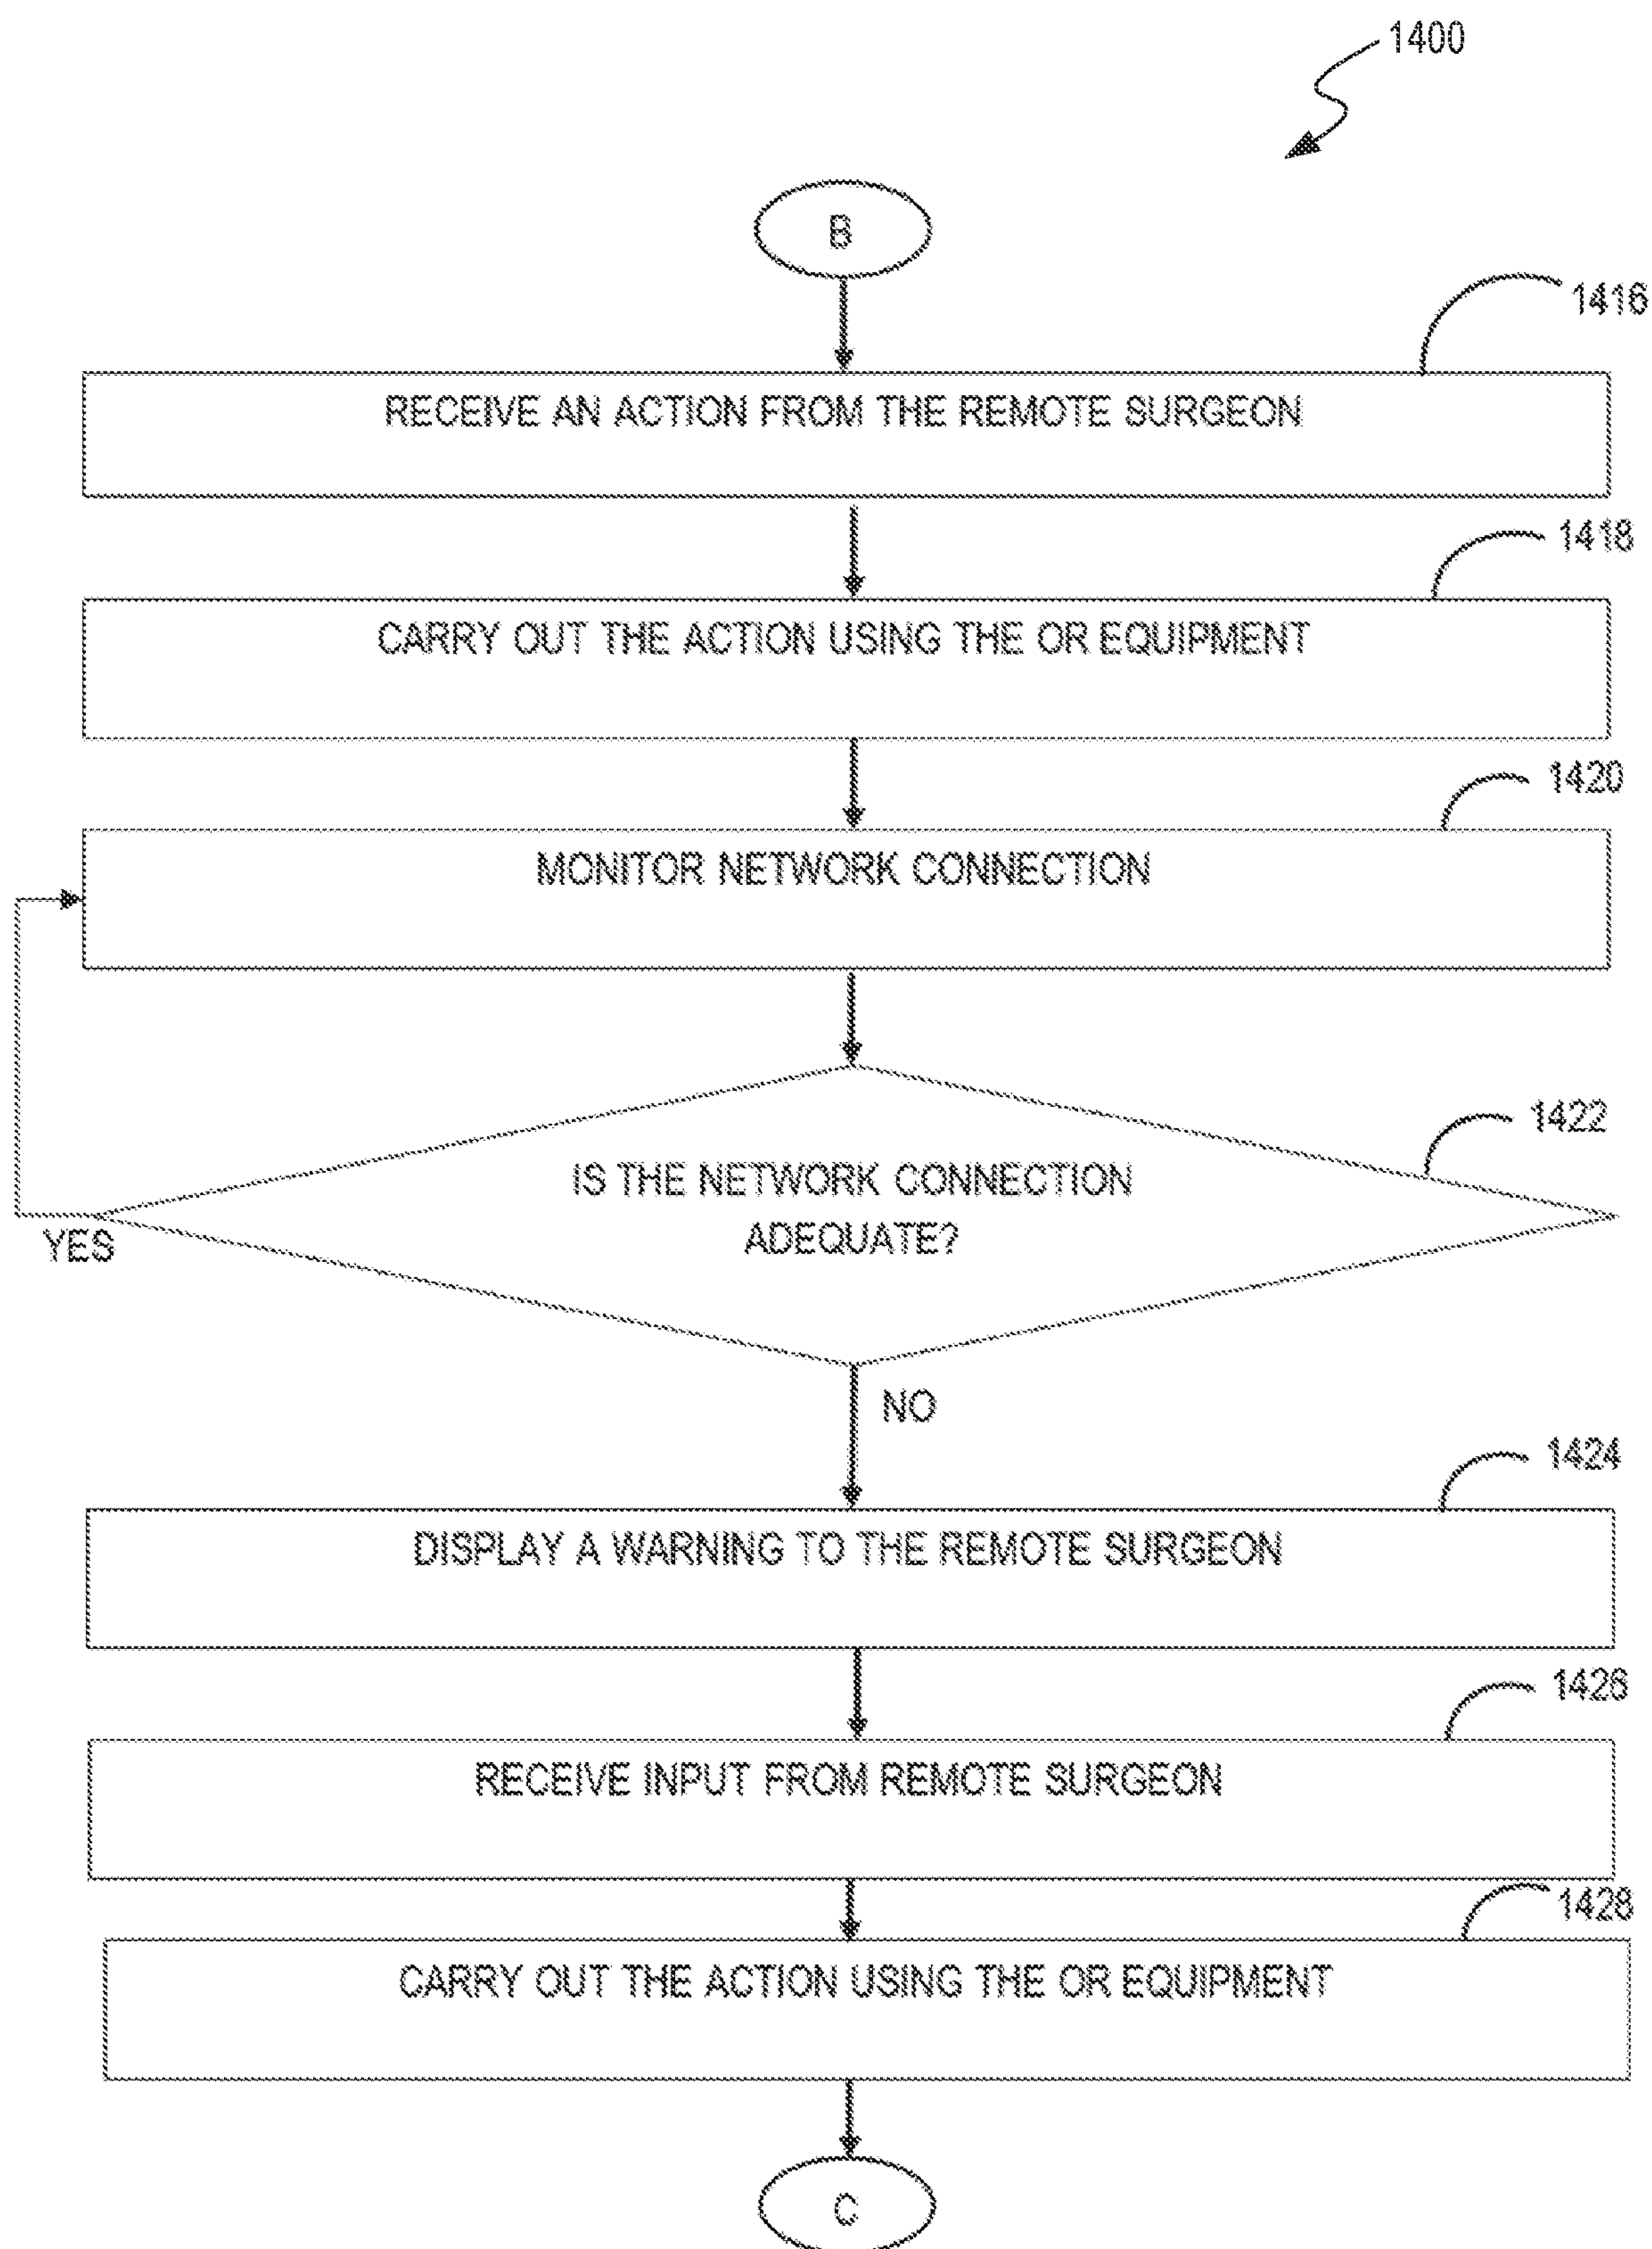 1400
B
1416
RECEIVE AN ACTION FROM THE REMOTE SURGEON
1418
CARRY OUT THE ACTION USING THE OR EQUIPMENT
1420
MONITOR NETWORK CONNECTION
1422
IS THE NETWORK CONNECTION
ADEQUATE?
YES
NO
1424
DISPLAY A WARNING TO THE REMOTE SURGEON
1426
RECEIVE INPUT FROM REMOTE SURGEON
1428
CARRY OUT THE ACTION USING THE OR EQUIPMENT
C